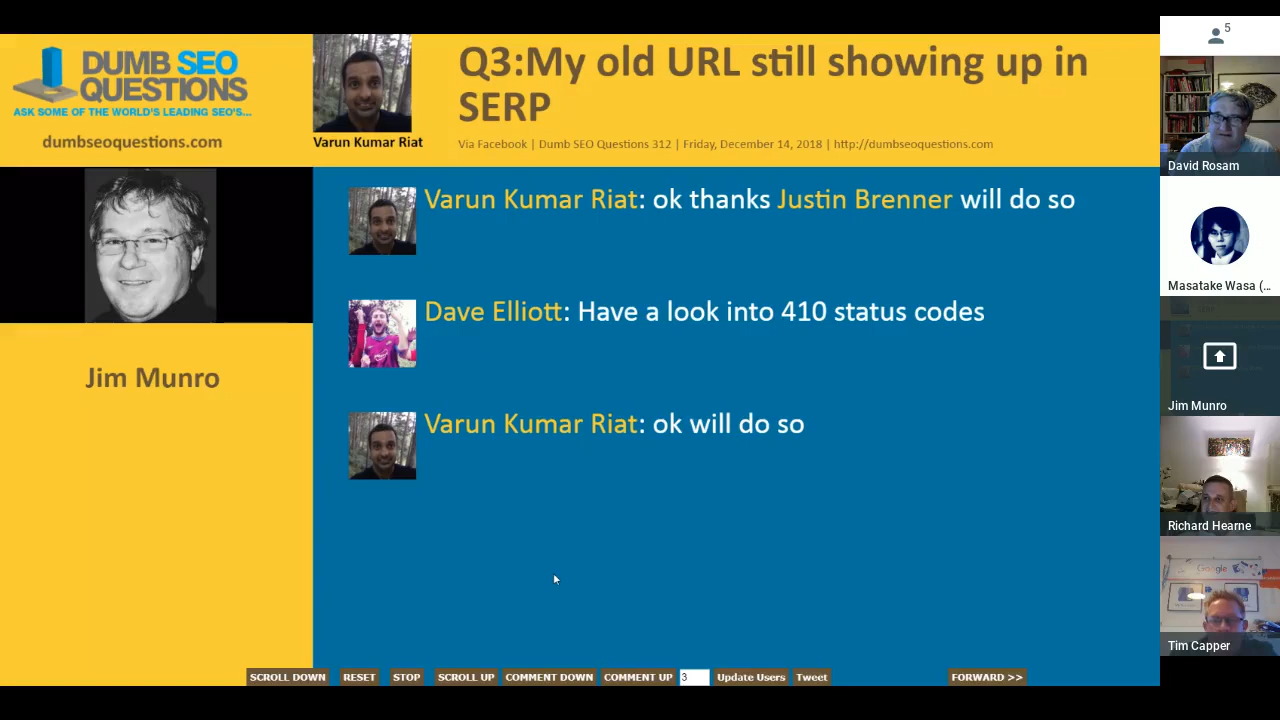 DUMB SEO
QUESTIONS
ASK SOME OF THE WORLD'S LEADING SEO'S...
dumbseoquestions.com
Varun Kumar Riat
Q3:My old URL still showing up in
SERP
Via Facebook | Dumb SEO Questions 312 | Friday, December 14, 2018 | http://dumbseoquestions.com
Jim Munro
Varun Kumar Riat: ok thanks Justin Brenner will do so
Dave Elliott: Have a look into 410 status codes
Varun Kumar Riat: ok will do so
SCROLL DOWN
RESET
STOP
SCROLL UP
COMMENT DOWN
COMMENT UP
3
Update Users
Tweet
FORWARD >>
5
David Rosam
Masatake Wasa (...
Jim Munro
Richard Hearne
Google
Tim Capper